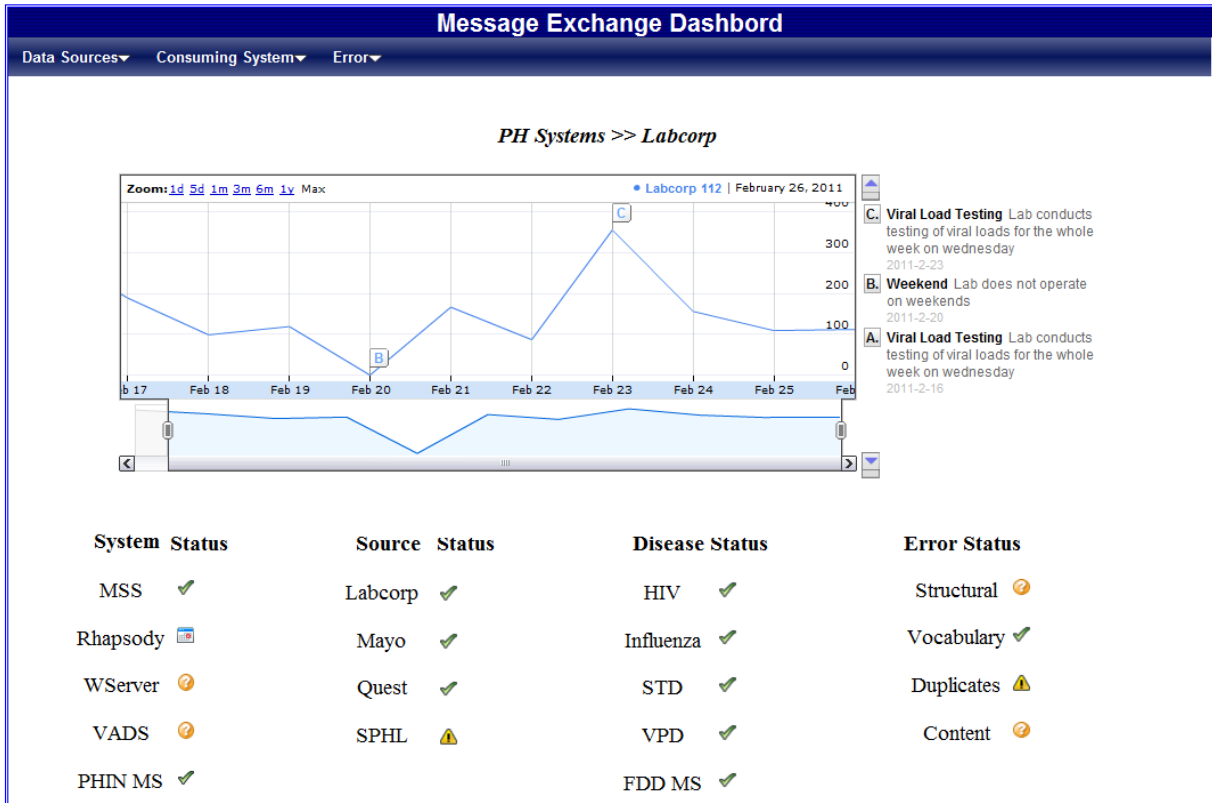 Message Exchange Dashbord
Data Sources Consuming System Error
PH Systems >> Labcorp
Zoom: 1d 5d 1m 3m 6m 1y Max
Labcorp 112 | February 26, 2011
400
300
200
100
0
C
B
b 17 Feb 18 Feb 19 Feb 20 Feb 21 Feb 22 Feb 23 Feb 24 Feb 25 Feb
C. Viral Load Testing Lab conducts
testing of viral loads for the whole
week on wednesday
2011-2-23
B. Weekend Lab does not operate
on weekends
2011-2-20
A. Viral Load Testing Lab conducts
testing of viral loads for the whole
week on wednesday
2011-2-16
System Status Source Status Disease Status Error Status
MSS Labcorp HIV Structural
Rhapsody Mayo Influenza Vocabulary
WServer Quest STD Duplicates
VADS SPHL VPD Content
PHIN MS FDD MS